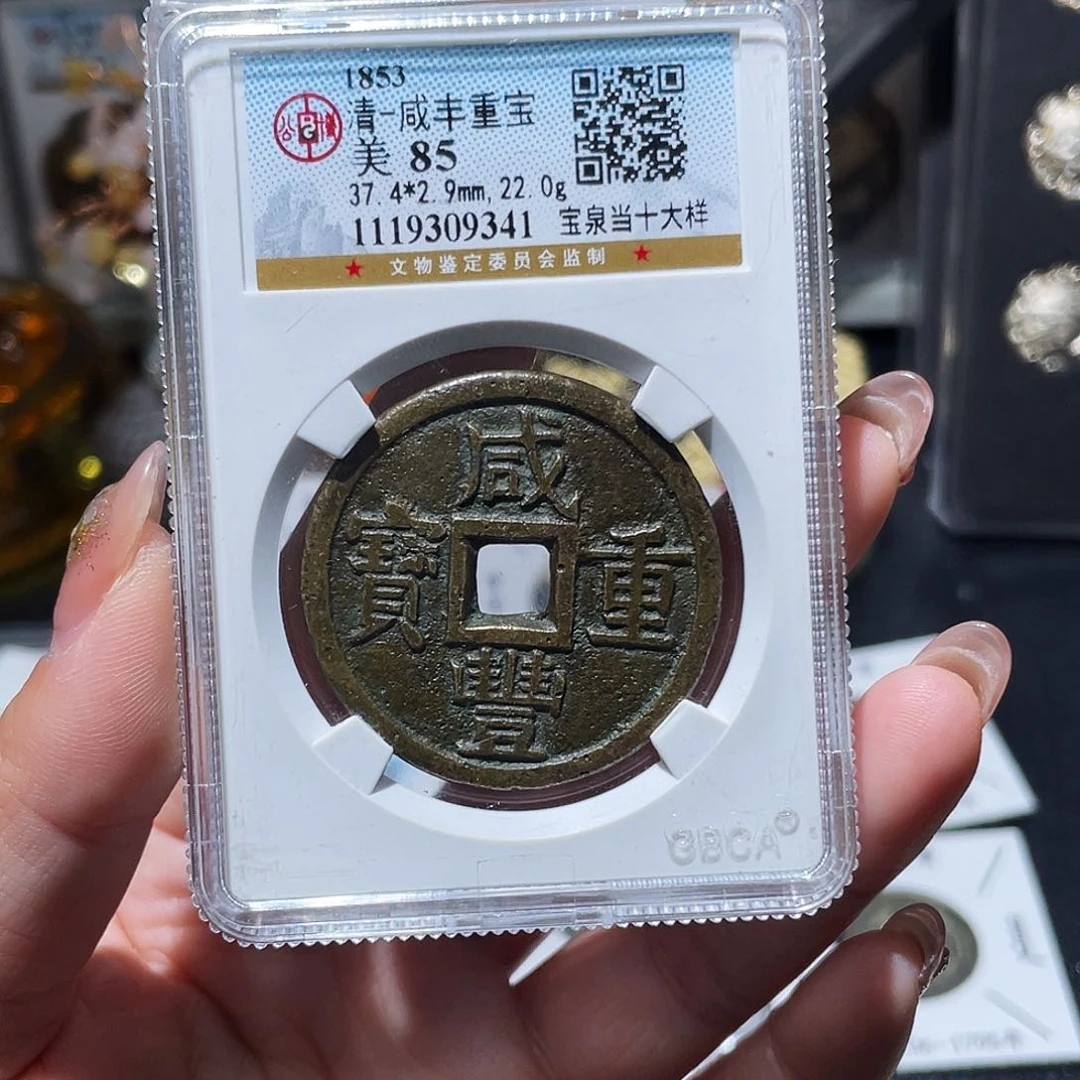 1853
清-咸丰重宝
美 85
37.4*2.9mm, 22.0g
1119309341 宝泉当十大样
★ 文物鉴定委员会监制 ★
咸
寶 重
豐
GBCA